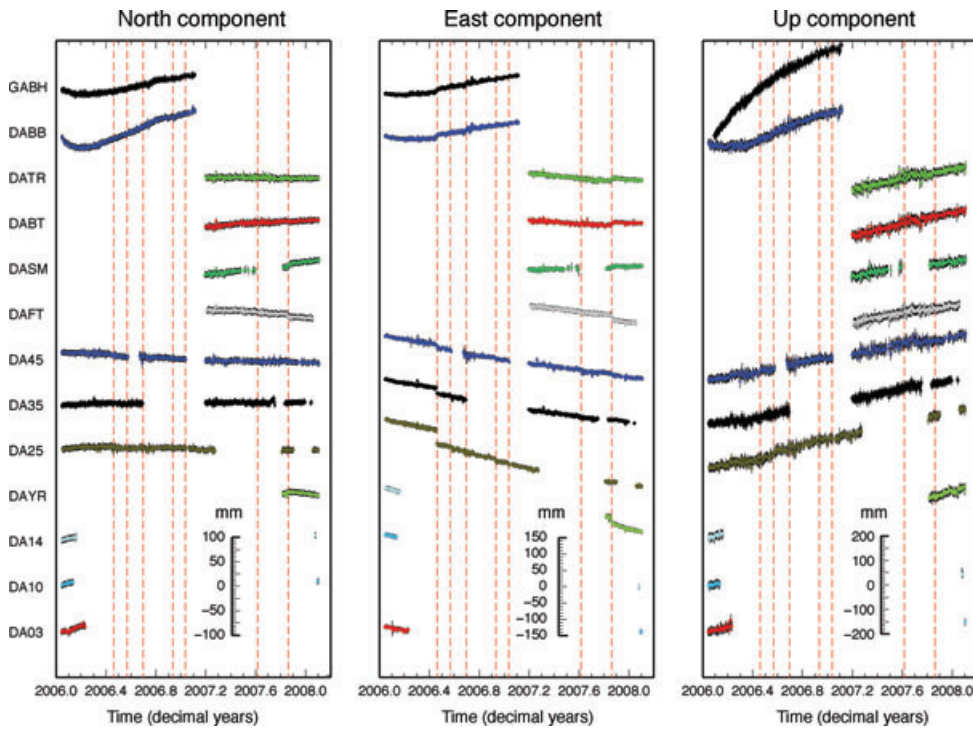 North component
East component
Up component
GABH
DABB
DATR
DABT
DASM
DAFT
DA45
DA35
DA25
DAYR
DA14
DA10
DA03
mm
100
50
0
−50
−100
mm
150
100
50
0
−50
−100
−150
mm
200
100
0
−100
−200
2006.0 2006.4 2006.8 2007.2 2007.6 2008.0
2006.0 2006.4 2006.8 2007.2 2007.6 2008.0
2006.0 2006.4 2006.8 2007.2 2007.6 2008.0
Time (decimal years)
Time (decimal years)
Time (decimal years)